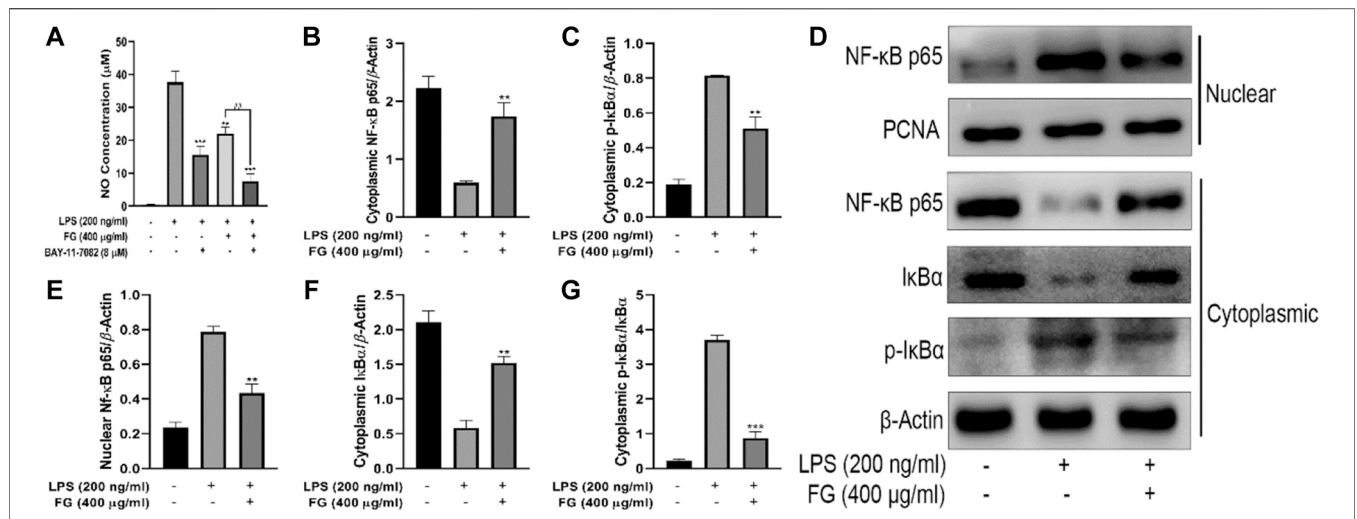 A
NO Concentration (μM)
50
40
30
20
10
0
***
**
ΔΔ
***
LPS (200 ng/ml) - + + + +
FG (400 μg/ml) - - - + +
BAY-11-7082 (8 μM) - - + - +
B
Cytoplasmic NF-κB p65/β-Actin
3
2
1
0
**
LPS (200 ng/ml) - + +
FG (400 μg/ml) - - +
C
Cytoplasmic p-IκBα/β-Actin
1.0
0.8
0.6
0.4
0.2
0.0
**
LPS (200 ng/ml) - + +
FG (400 μg/ml) - - +
D
NF-κB p65
PCNA
Nuclear
NF-κB p65
IκBα
p-IκBα
β-Actin
Cytoplasmic
LPS (200 ng/ml) - + +
FG (400 μg/ml) - - +
E
Nuclear Nf-κB p65/β-Actin
0.8
0.6
0.4
0.2
0.0
**
LPS (200 ng/ml) - + +
FG (400 μg/ml) - - +
F
Cytoplasmic IκBα/β-Actin
2.5
2.0
1.5
1.0
0.5
0.0
**
LPS (200 ng/ml) - + +
FG (400 μg/ml) - - +
G
Cytoplasmic p-IκBα/IκBα
5
4
3
2
1
0
***
LPS (200 ng/ml) - + +
FG (400 μg/ml) - - +